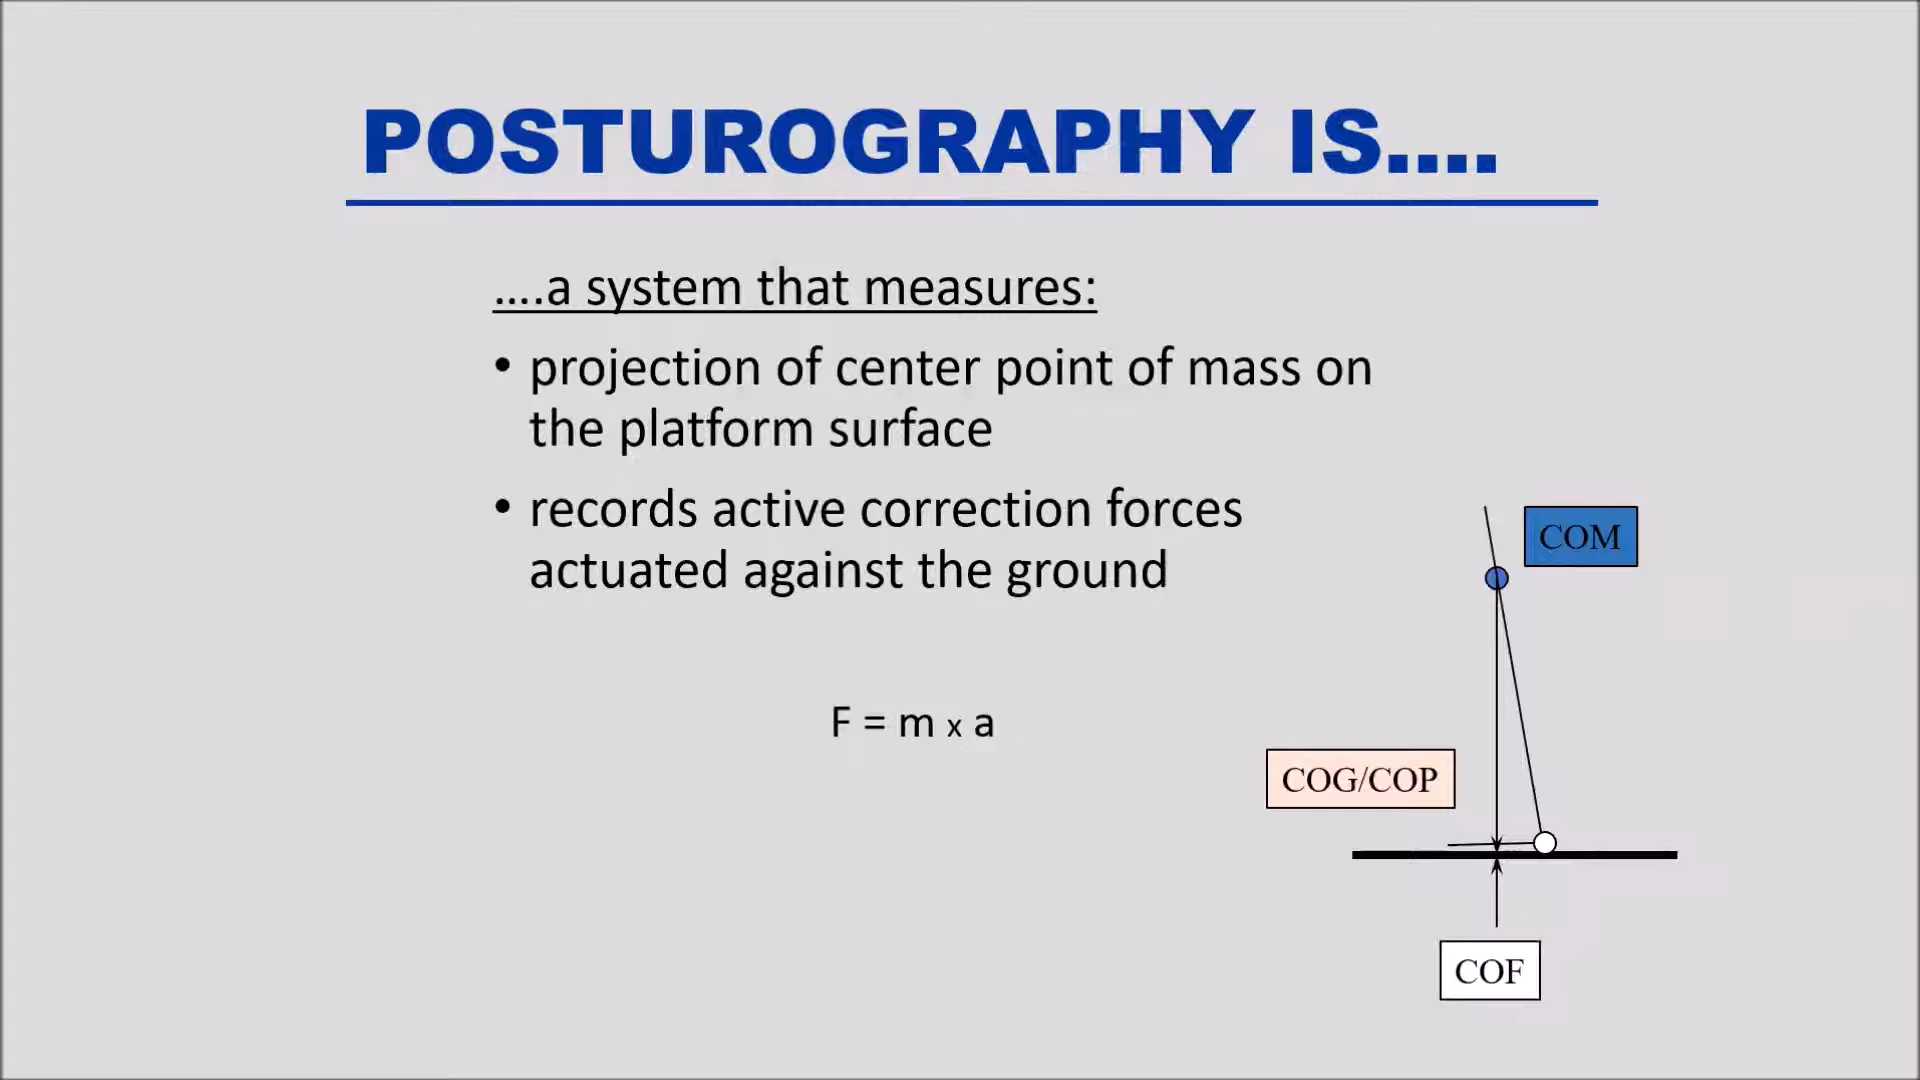 POSTUROGRAPHY IS....
....a system that measures:
• projection of center point of mass on
the platform surface
• records active correction forces
actuated against the ground
F = m x a
COM
COG/COP
COF